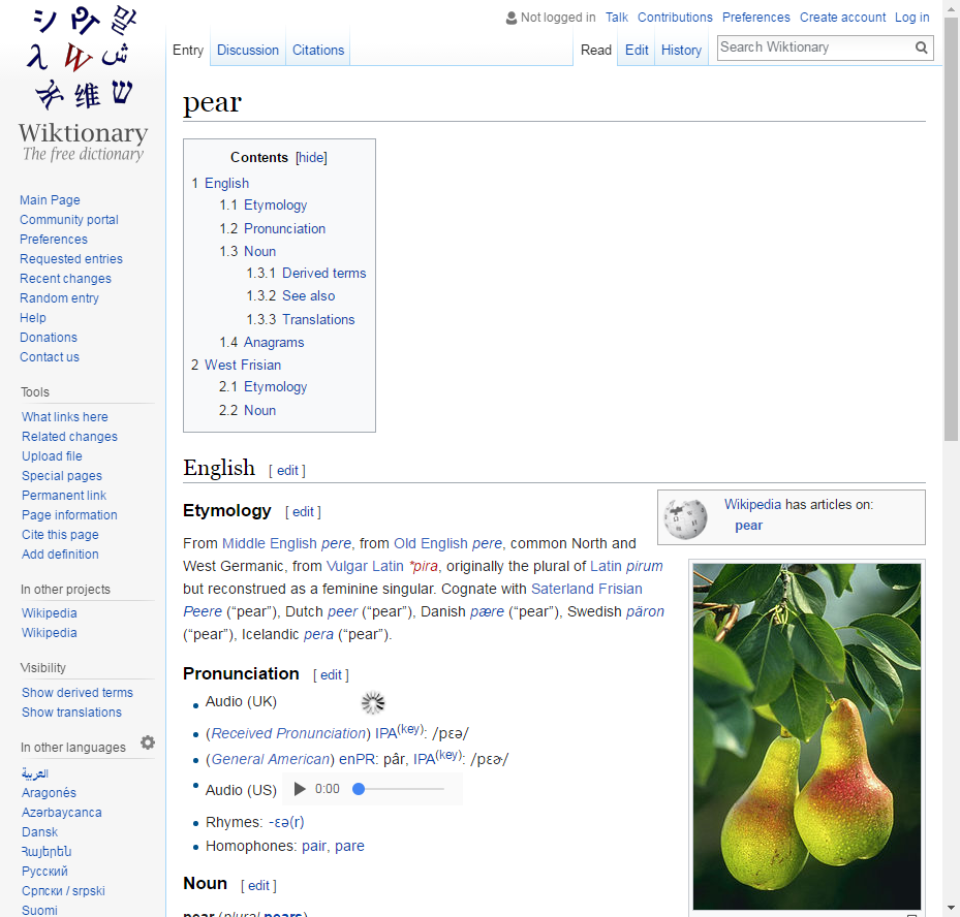 Not logged in Talk Contributions Preferences Create account Log in
Entry Discussion Citations Read Edit History Search Wiktionary
シ 말
λ W ش
维 ש
Wiktionary
The free dictionary
Main Page
Community portal
Preferences
Requested entries
Recent changes
Random entry
Help
Donations
Contact us
Tools
What links here
Related changes
Upload file
Special pages
Permanent link
Page information
Cite this page
Add definition
In other projects
Wikipedia
Wikipedia
Visibility
Show derived terms
Show translations
In other languages
العربية
Aragonés
Azərbaycanca
Dansk
Հայերեն
Русский
Српски / srpski
Suomi
pear
Contents [hide]
1 English
1.1 Etymology
1.2 Pronunciation
1.3 Noun
1.3.1 Derived terms
1.3.2 See also
1.3.3 Translations
1.4 Anagrams
2 West Frisian
2.1 Etymology
2.2 Noun
English [ edit ]
Wikipedia has articles on:
pear
Etymology [ edit ]
From Middle English pere, from Old English pere, common North and
West Germanic, from Vulgar Latin *pira, originally the plural of Latin pirum
but reconstrued as a feminine singular. Cognate with Saterland Frisian
Peere (“pear”), Dutch peer (“pear”), Danish pære (“pear”), Swedish päron
(“pear”), Icelandic pera (“pear”).
Pronunciation [ edit ]
Audio (UK)
(Received Pronunciation) IPA(key): /pɛə/
(General American) enPR: pâr, IPA(key): /pɛɚ/
Audio (US) 0:00
Rhymes: -ɛə(r)
Homophones: pair, pare
Noun [ edit ]
pear (plural pears)